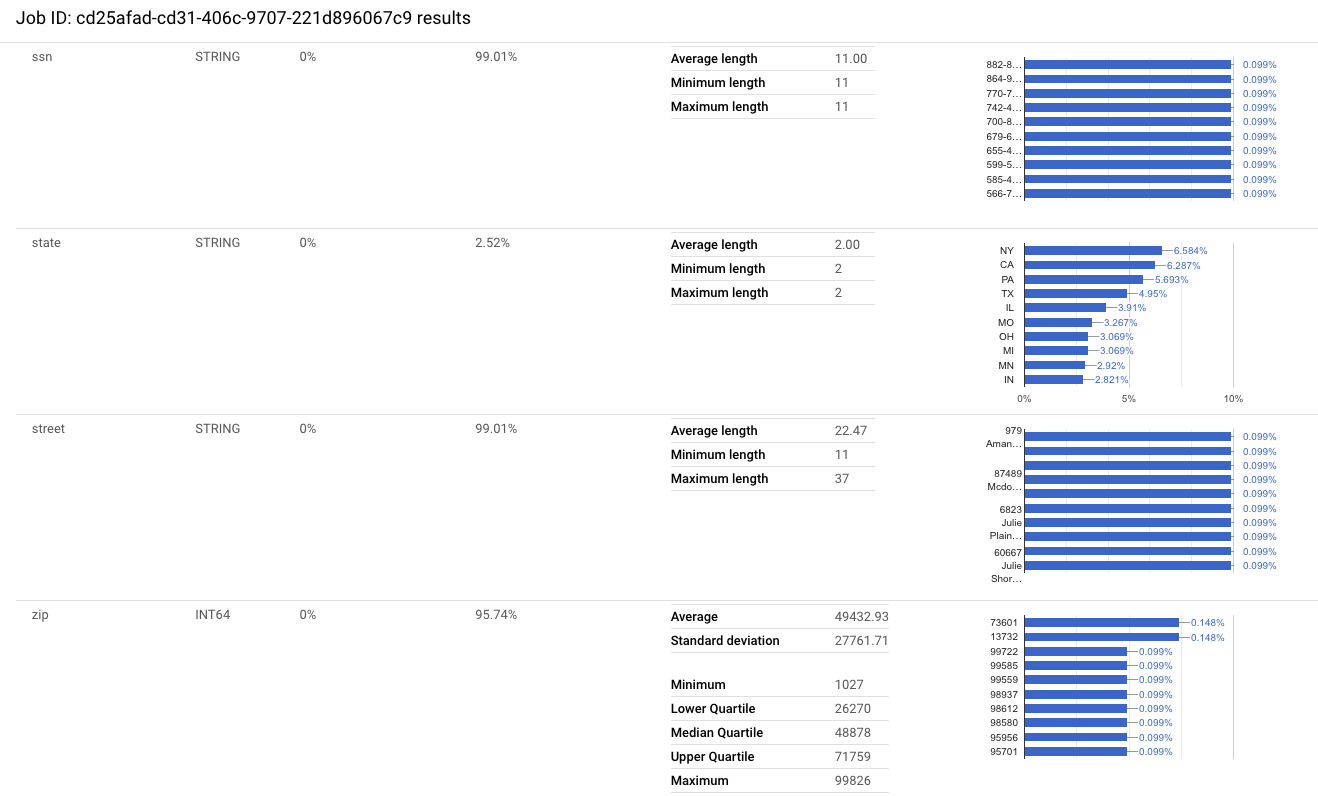 Job ID: cd25afad-cd31-406c-9707-221d896067c9 results
ssn STRING 0% 99.01%
Average length 11.00
Minimum length 11
Maximum length 11
882-8... 0.099%
864-9... 0.099%
770-7... 0.099%
742-4... 0.099%
700-8... 0.099%
679-6... 0.099%
655-4... 0.099%
599-5... 0.099%
585-4... 0.099%
566-7... 0.099%
state STRING 0% 2.52%
Average length 2.00
Minimum length 2
Maximum length 2
NY 6.584%
CA 6.287%
PA 5.693%
TX 4.95%
IL 3.91%
MO 3.267%
OH 3.069%
MI 3.069%
MN 2.92%
IN 2.821%
0% 5% 10%
street STRING 0% 99.01%
Average length 22.47
Minimum length 11
Maximum length 37
979
Aman...
87489
Mcdo...
6823
Julie
Plain...
60667
Julie
Shor...
0.099%
0.099%
0.099%
0.099%
0.099%
0.099%
0.099%
0.099%
0.099%
0.099%
zip INT64 0% 95.74%
Average 49432.93
Standard deviation 27761.71
Minimum 1027
Lower Quartile 26270
Median Quartile 48878
Upper Quartile 71759
Maximum 99826
73601 0.148%
13732 0.148%
99722 0.099%
99585 0.099%
99559 0.099%
98937 0.099%
98612 0.099%
98580 0.099%
95956 0.099%
95701 0.099%